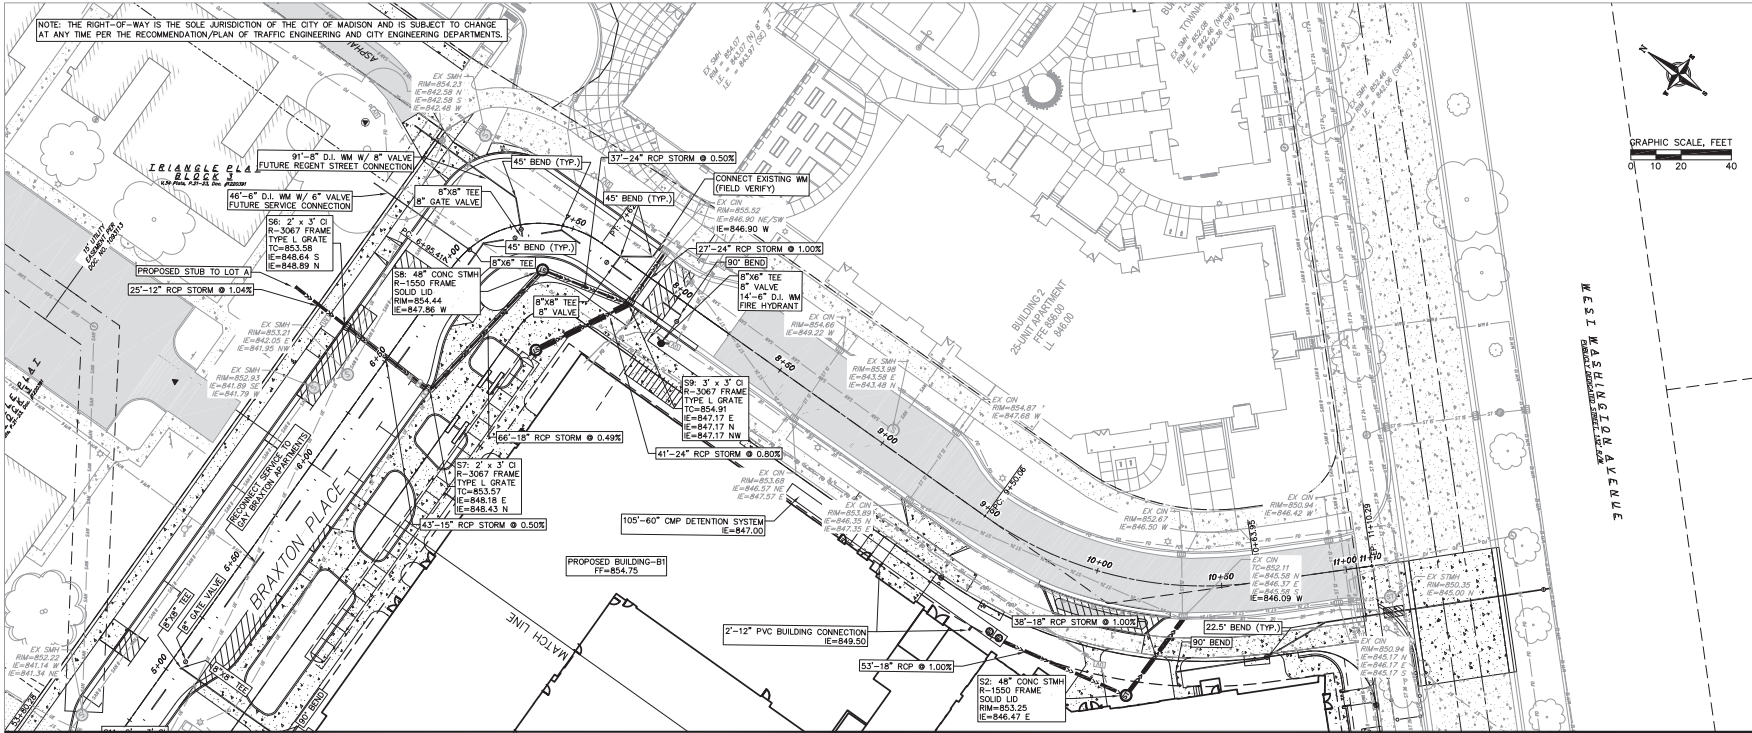 NOTE: THE RIGHT-OF-WAY IS THE SOLE JURISDICTION OF THE CITY OF MADISON AND IS SUBJECT TO CHANGE
AT ANY TIME PER THE RECOMMENDATION/PLAN OF TRAFFIC ENGINEERING AND CITY ENGINEERING DEPARTMENTS.
EX SMH
RIM=854.23
IE=842.58 N
IE=842.58 S
IE=842.48 W
GRAPHIC SCALE, FEET
0 10 20 40
91'-8" D.I. WM W/ 8" VALVE
FUTURE REGENT STREET CONNECTION
46'-6" D.I. WM W/ 6" VALVE
FUTURE SERVICE CONNECTION
45° BEND (TYP.)
37'-24" RCP STORM @ 0.50%
8"X8" TEE
8" GATE VALVE
45° BEND (TYP.)
CONNECT EXISTING WM
(FIELD VERIFY)
EX CIN
RIM=855.52
IE=846.90 NE/SW
IE=846.90 W
S6: 2' x 3' CI
R-3067 FRAME
TYPE L GRATE
TC=853.58
IE=848.64 S
IE=848.89 N
PROPOSED STUB TO LOT A
25'-12" RCP STORM @ 1.04%
7+50
7+00
45° BEND (TYP.)
8"X6" TEE
27'-24" RCP STORM @ 1.00%
90° BEND
8"X6" TEE
8" VALVE
14'-6" D.I. WM
FIRE HYDRANT
S8: 48" CONC STMH
R-1550 FRAME
SOLID LID
RIM=854.44
IE=847.86 W
8"X8" TEE
8" VALVE
8+00
EX SMH
RIM=853.21
IE=842.05 E
IE=841.95 NW
EX SMH
RIM=852.93
IE=841.89 SE
IE=841.79 W
EX CIN
RIM=854.66
IE=849.22 W
EX SMH
RIM=853.98
IE=843.58 E
IE=843.48 N
BUILDING 2
25-UNIT APARTMENT
FFE 856.00
LL 846.00
WEST WASHINGTON AVENUE
6+50
8+50
S9: 3' x 3' CI
R-3067 FRAME
TYPE L GRATE
TC=854.91
IE=847.17 E
IE=847.17 N
IE=847.17 NW
EX CIN
RIM=854.87
IE=847.68 W
66'-18" RCP STORM @ 0.49%
41'-24" RCP STORM @ 0.80%
9+00
RECONNECT SERVICE TO
GAY BRAXTON APARTMENTS
6+00
S7: 2' x 3' CI
R-3067 FRAME
TYPE L GRATE
TC=853.57
IE=848.18 E
IE=848.43 N
43'-15" RCP STORM @ 0.50%
EX CIN
RIM=853.68
IE=846.57 NE
IE=847.57 E
EX CIN
RIM=853.89
IE=846.35 N
IE=847.35 E
105'-60" CMP DETENTION SYSTEM
IE=847.00
9+50
PC: 9+50.06
EX CIN
RIM=852.67
IE=846.50 W
EX CIN
RIM=850.94
IE=846.42 W
BRAXTON PLACE
5+50
PROPOSED BUILDING-B1
FF=854.75
10+00
10+50
11+00
EX CIN
TC=852.11
IE=845.58 N
IE=846.37 E
IE=845.58 S
IE=846.09 W
EX STMH
RIM=850.35
IE=845.00 N
8"X8" TEE
8" GATE VALVE
MATCH LINE
2'-12" PVC BUILDING CONNECTION
IE=849.50
38'-18" RCP STORM @ 1.00%
22.5° BEND (TYP.)
90° BEND
EX CIN
RIM=850.94
IE=845.17 N
IE=846.17 E
IE=845.17 S
53'-18" RCP @ 1.00%
EX SMH
RIM=852.22
IE=841.14 W
IE=841.34 NE
5+00
8"X8" TEE
90° BEND
S2: 48" CONC STMH
R-1550 FRAME
SOLID LID
RIM=853.25
IE=846.47 E